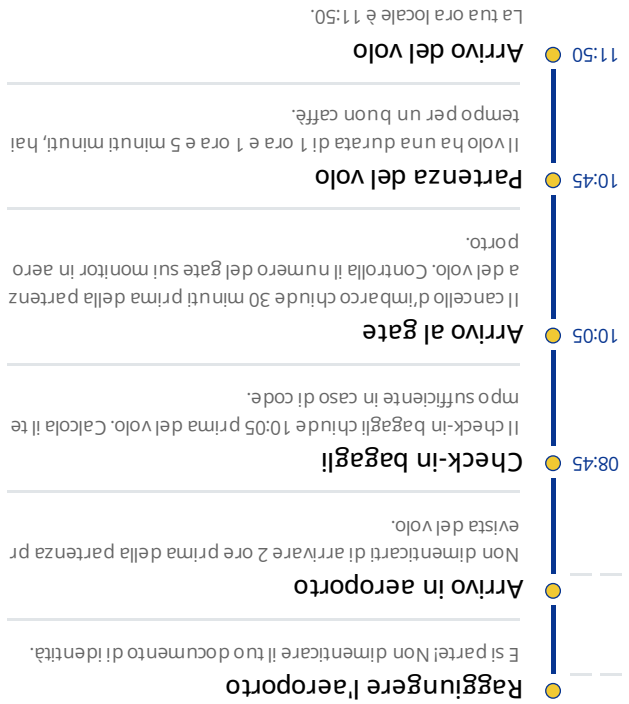 Raggiungere l'aeroporto
E si parte! Non dimenticare il tuo documento di identità.
Arrivo in aeroporto
Non dimenticarti di arrivare 2 ore prima della partenza pr
evista del volo.
08:45
Check-in bagagli
Il check-in bagagli chiude 10:05 prima del volo. Calcola il te
mpo sufficiente in caso di code.
10:05
Arrivo al gate
Il cancello d'imbarco chiude 30 minuti prima della partenz
a del volo. Controlla il numero del gate sui monitor in aero
porto.
10:45
Partenza del volo
Il volo ha una durata di 1 ora e 1 ora e 5 minuti minuti, hai
tempo per un buon caffè.
11:50
Arrivo del volo
La tua ora locale è 11:50.